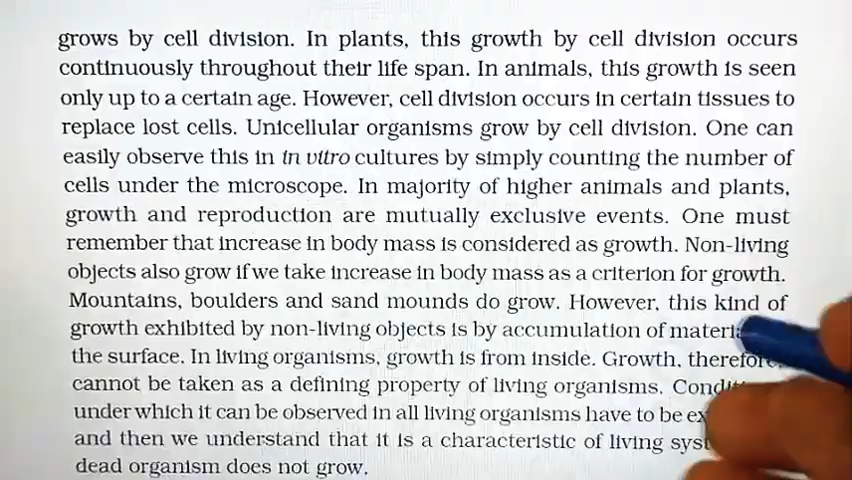 grows by cell division. In plants, this growth by cell division occurs
continuously throughout their life span. In animals, this growth is seen
only up to a certain age. However, cell division occurs in certain tissues to
replace lost cells. Unicellular organisms grow by cell division. One can
easily observe this in in vitro cultures by simply counting the number of
cells under the microscope. In majority of higher animals and plants,
growth and reproduction are mutually exclusive events. One must
remember that increase in body mass is considered as growth. Non-living
objects also grow if we take increase in body mass as a criterion for growth.
Mountains, boulders and sand mounds do grow. However, this kind of
growth exhibited by non-living objects is by accumulation of
the surface. In living organisms, growth is from inside. Growth, therefore,
cannot be taken as a defining property of living organisms.
under which it can be observed in all living organisms have to be
and then we understand that it is a characteristic of living
dead organism does not grow.